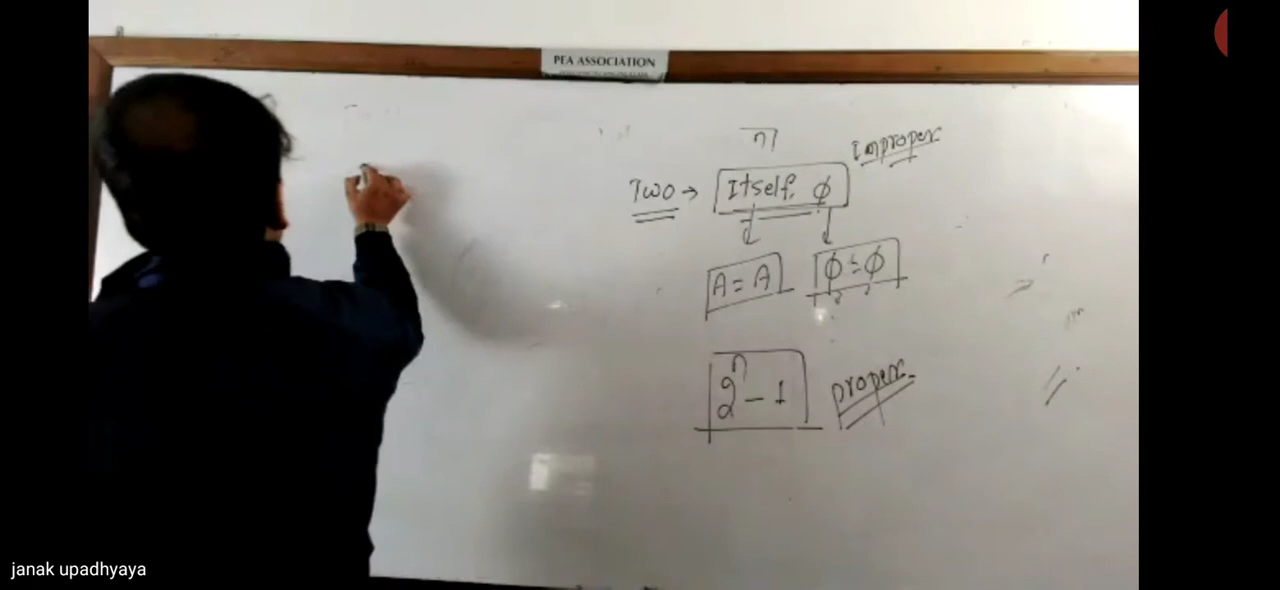 PEA ASSOCIATION
n
Improper
Two → Itself, ϕ
A = A ϕ ≤ ϕ
2ⁿ - 1 proper
janak upadhyaya